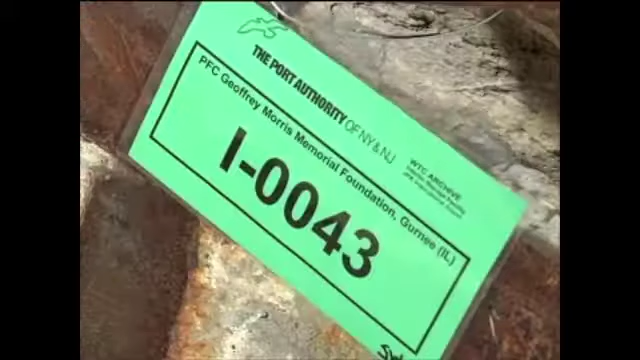 THE PORT AUTHORITY OF NY & NJ
WTC ARCHIVE
PFC Geoffrey Morris Memorial Foundation, Gurnee (IL)
I-0043